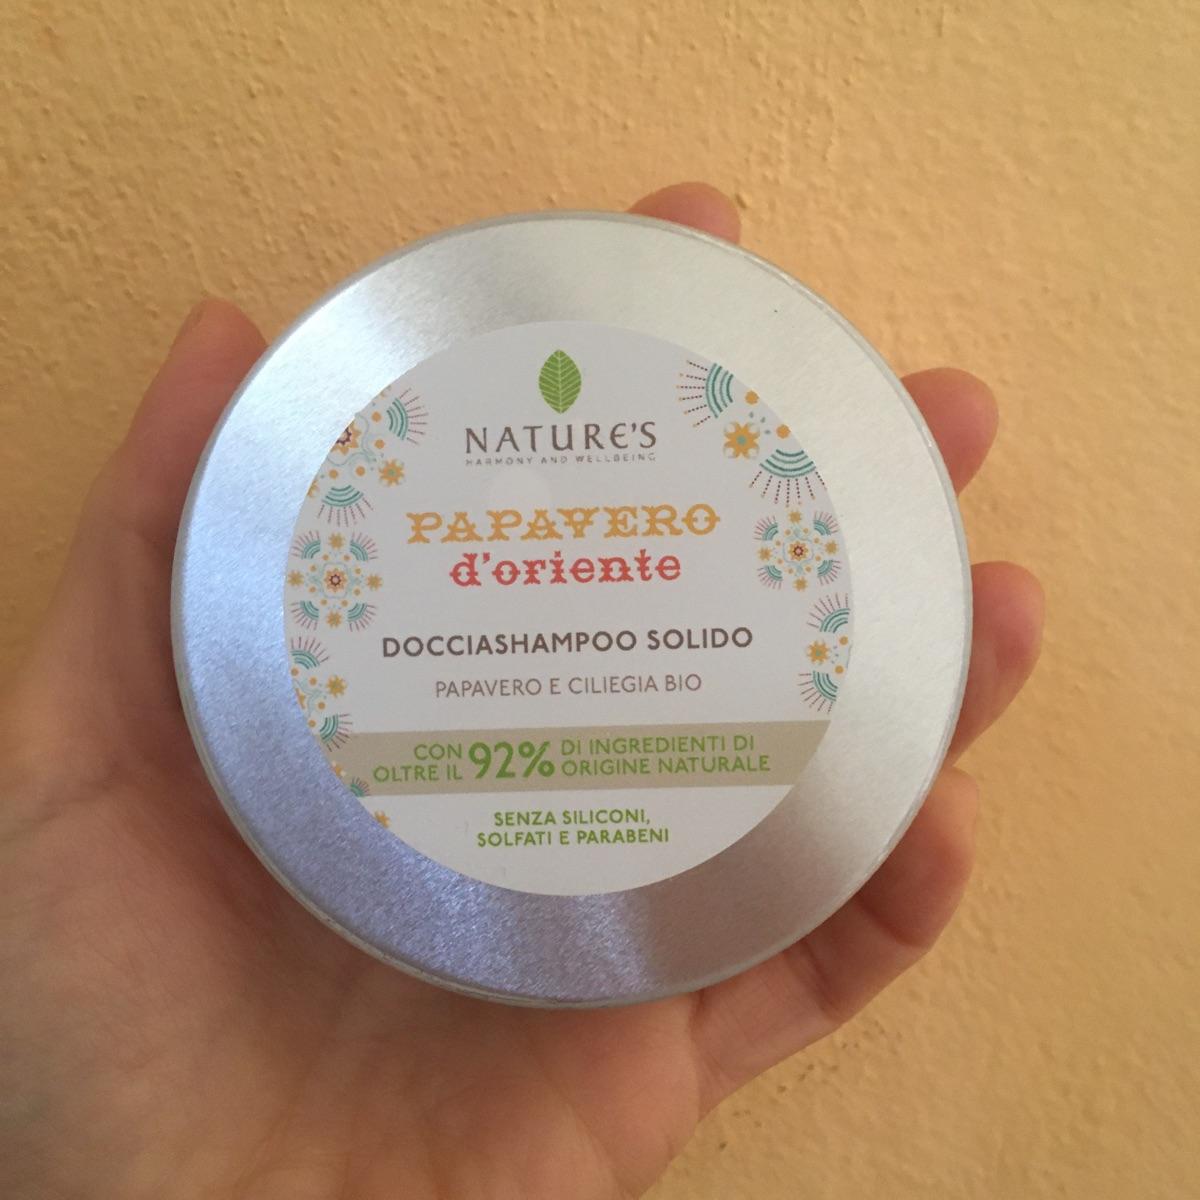 NATURE'S
HARMONY AND WELLBEING
PAPAVERO
d'oriente
DOCCIASHAMPOO SOLIDO
PAPAVERO E CILIEGIA BIO
CON OLTRE IL 92% DI INGREDIENTI DI
ORIGINE NATURALE
SENZA SILICONI,
SOLFATI E PARABENI